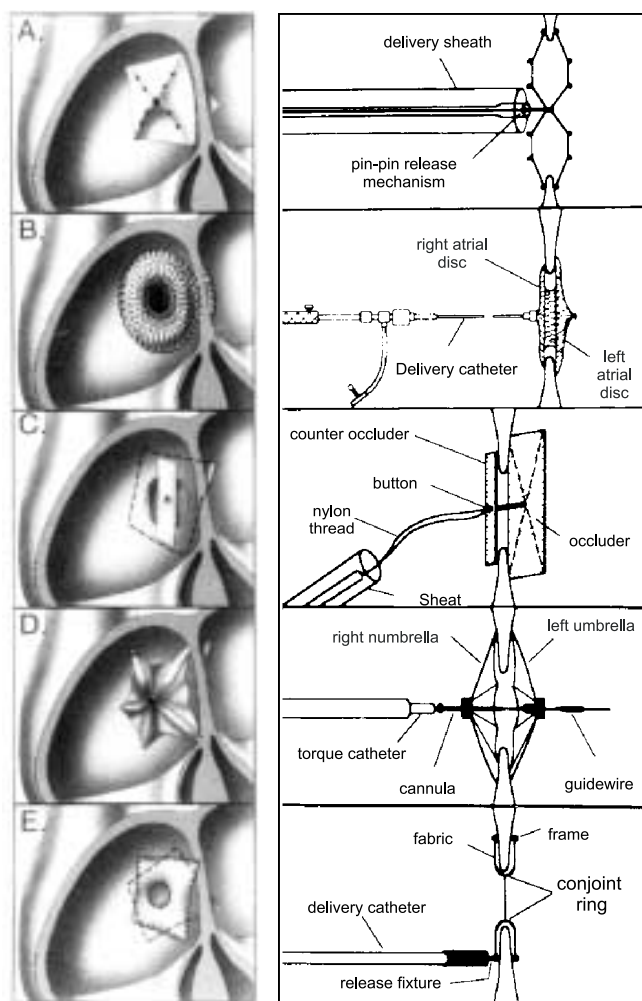 A.
delivery sheath
pin-pin release
mechanism
B.
right atrial
disc
Delivery catheter
left
atrial
disc
C.
counter occluder
button
nylon
thread
occluder
Sheat
D.
right numbrella
left umbrella
torque catheter
cannula
guidewire
E.
fabric
frame
conjoint
ring
delivery catheter
release fixture